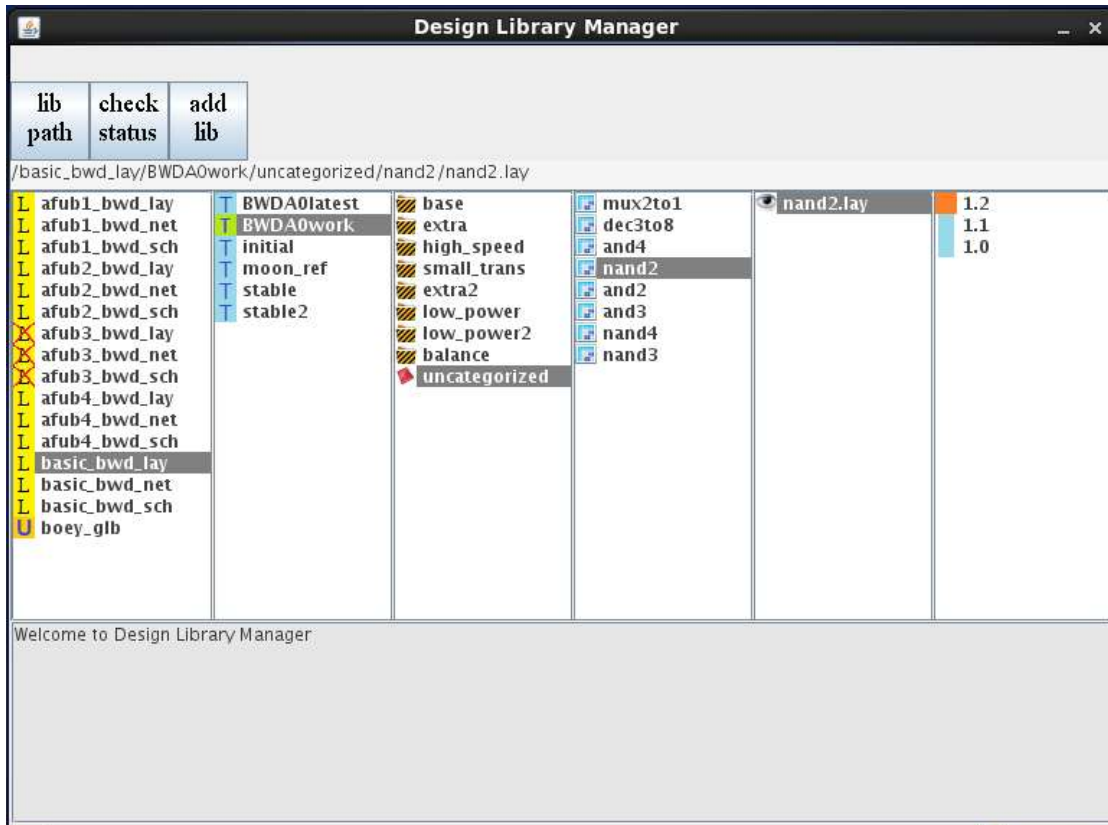 Design Library Manager
lib path
check status
add lib
/basic_bwd_lay/BWDA0work/uncategorized/nand2/nand2.lay
L afub1_bwd_lay
L afub1_bwd_net
L afub1_bwd_sch
L afub2_bwd_lay
L afub2_bwd_net
L afub2_bwd_sch
L afub3_bwd_lay
L afub3_bwd_net
L afub3_bwd_sch
L afub4_bwd_lay
L afub4_bwd_net
L afub4_bwd_sch
L basic_bwd_lay
L basic_bwd_net
L basic_bwd_sch
U boey_glb
T BWDA0latest
T BWDA0work
T initial
T moon_ref
T stable
T stable2
base
extra
high_speed
small_trans
extra2
low_power
low_power2
balance
uncategorized
mux2to1
dec3to8
and4
nand2
and2
and3
nand4
nand3
nand2.lay
1.2
1.1
1.0
Welcome to Design Library Manager